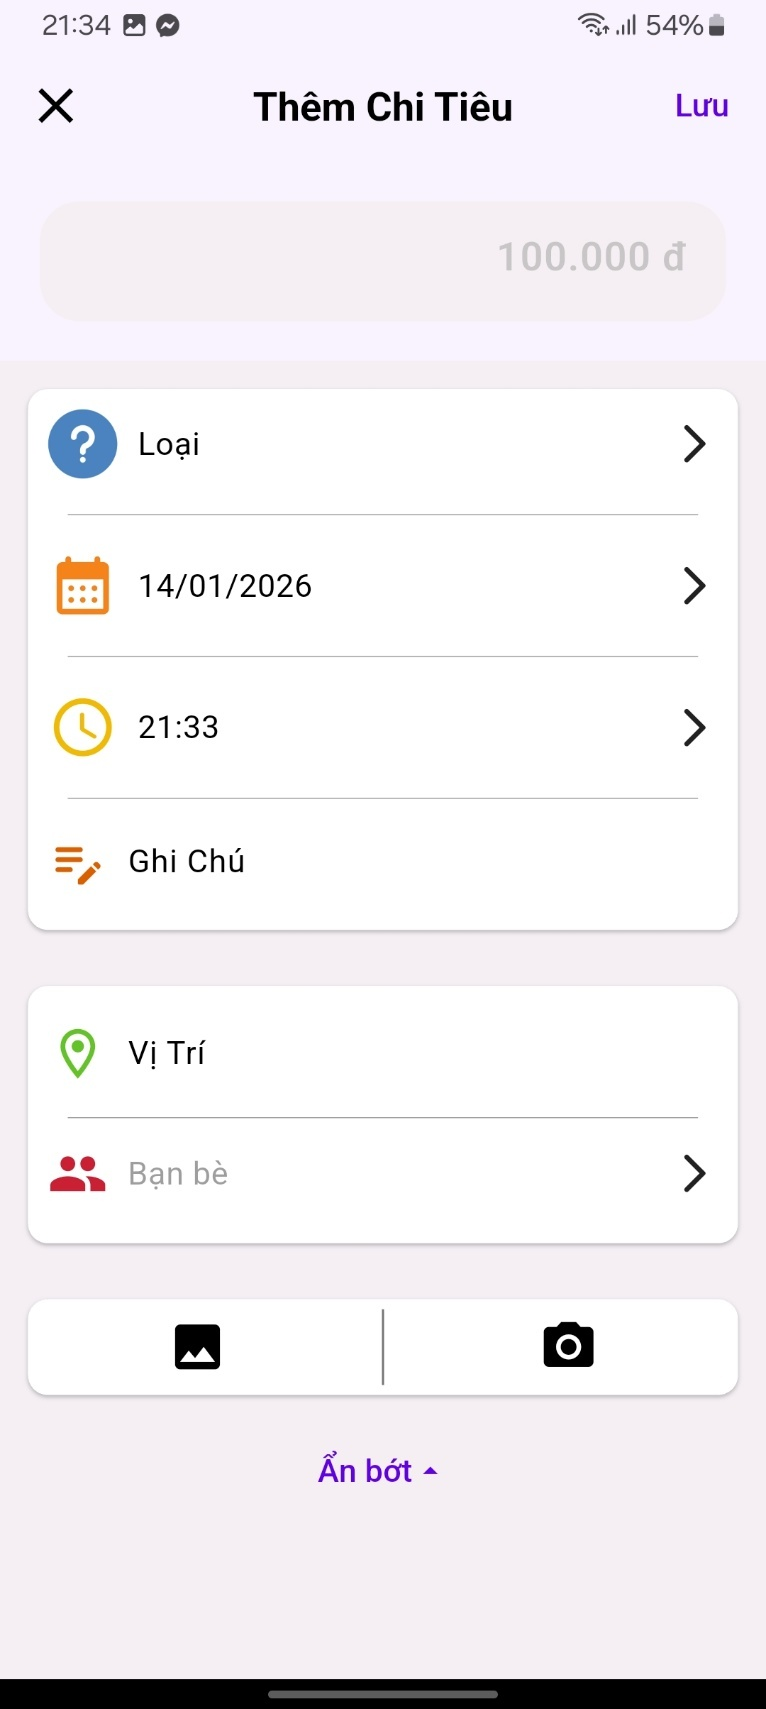 21:34 54%
Thêm Chi Tiêu Lưu
100.000 đ
Loại
14/01/2026
21:33
Ghi Chú
Vị Trí
Bạn bè
Ẩn bớt